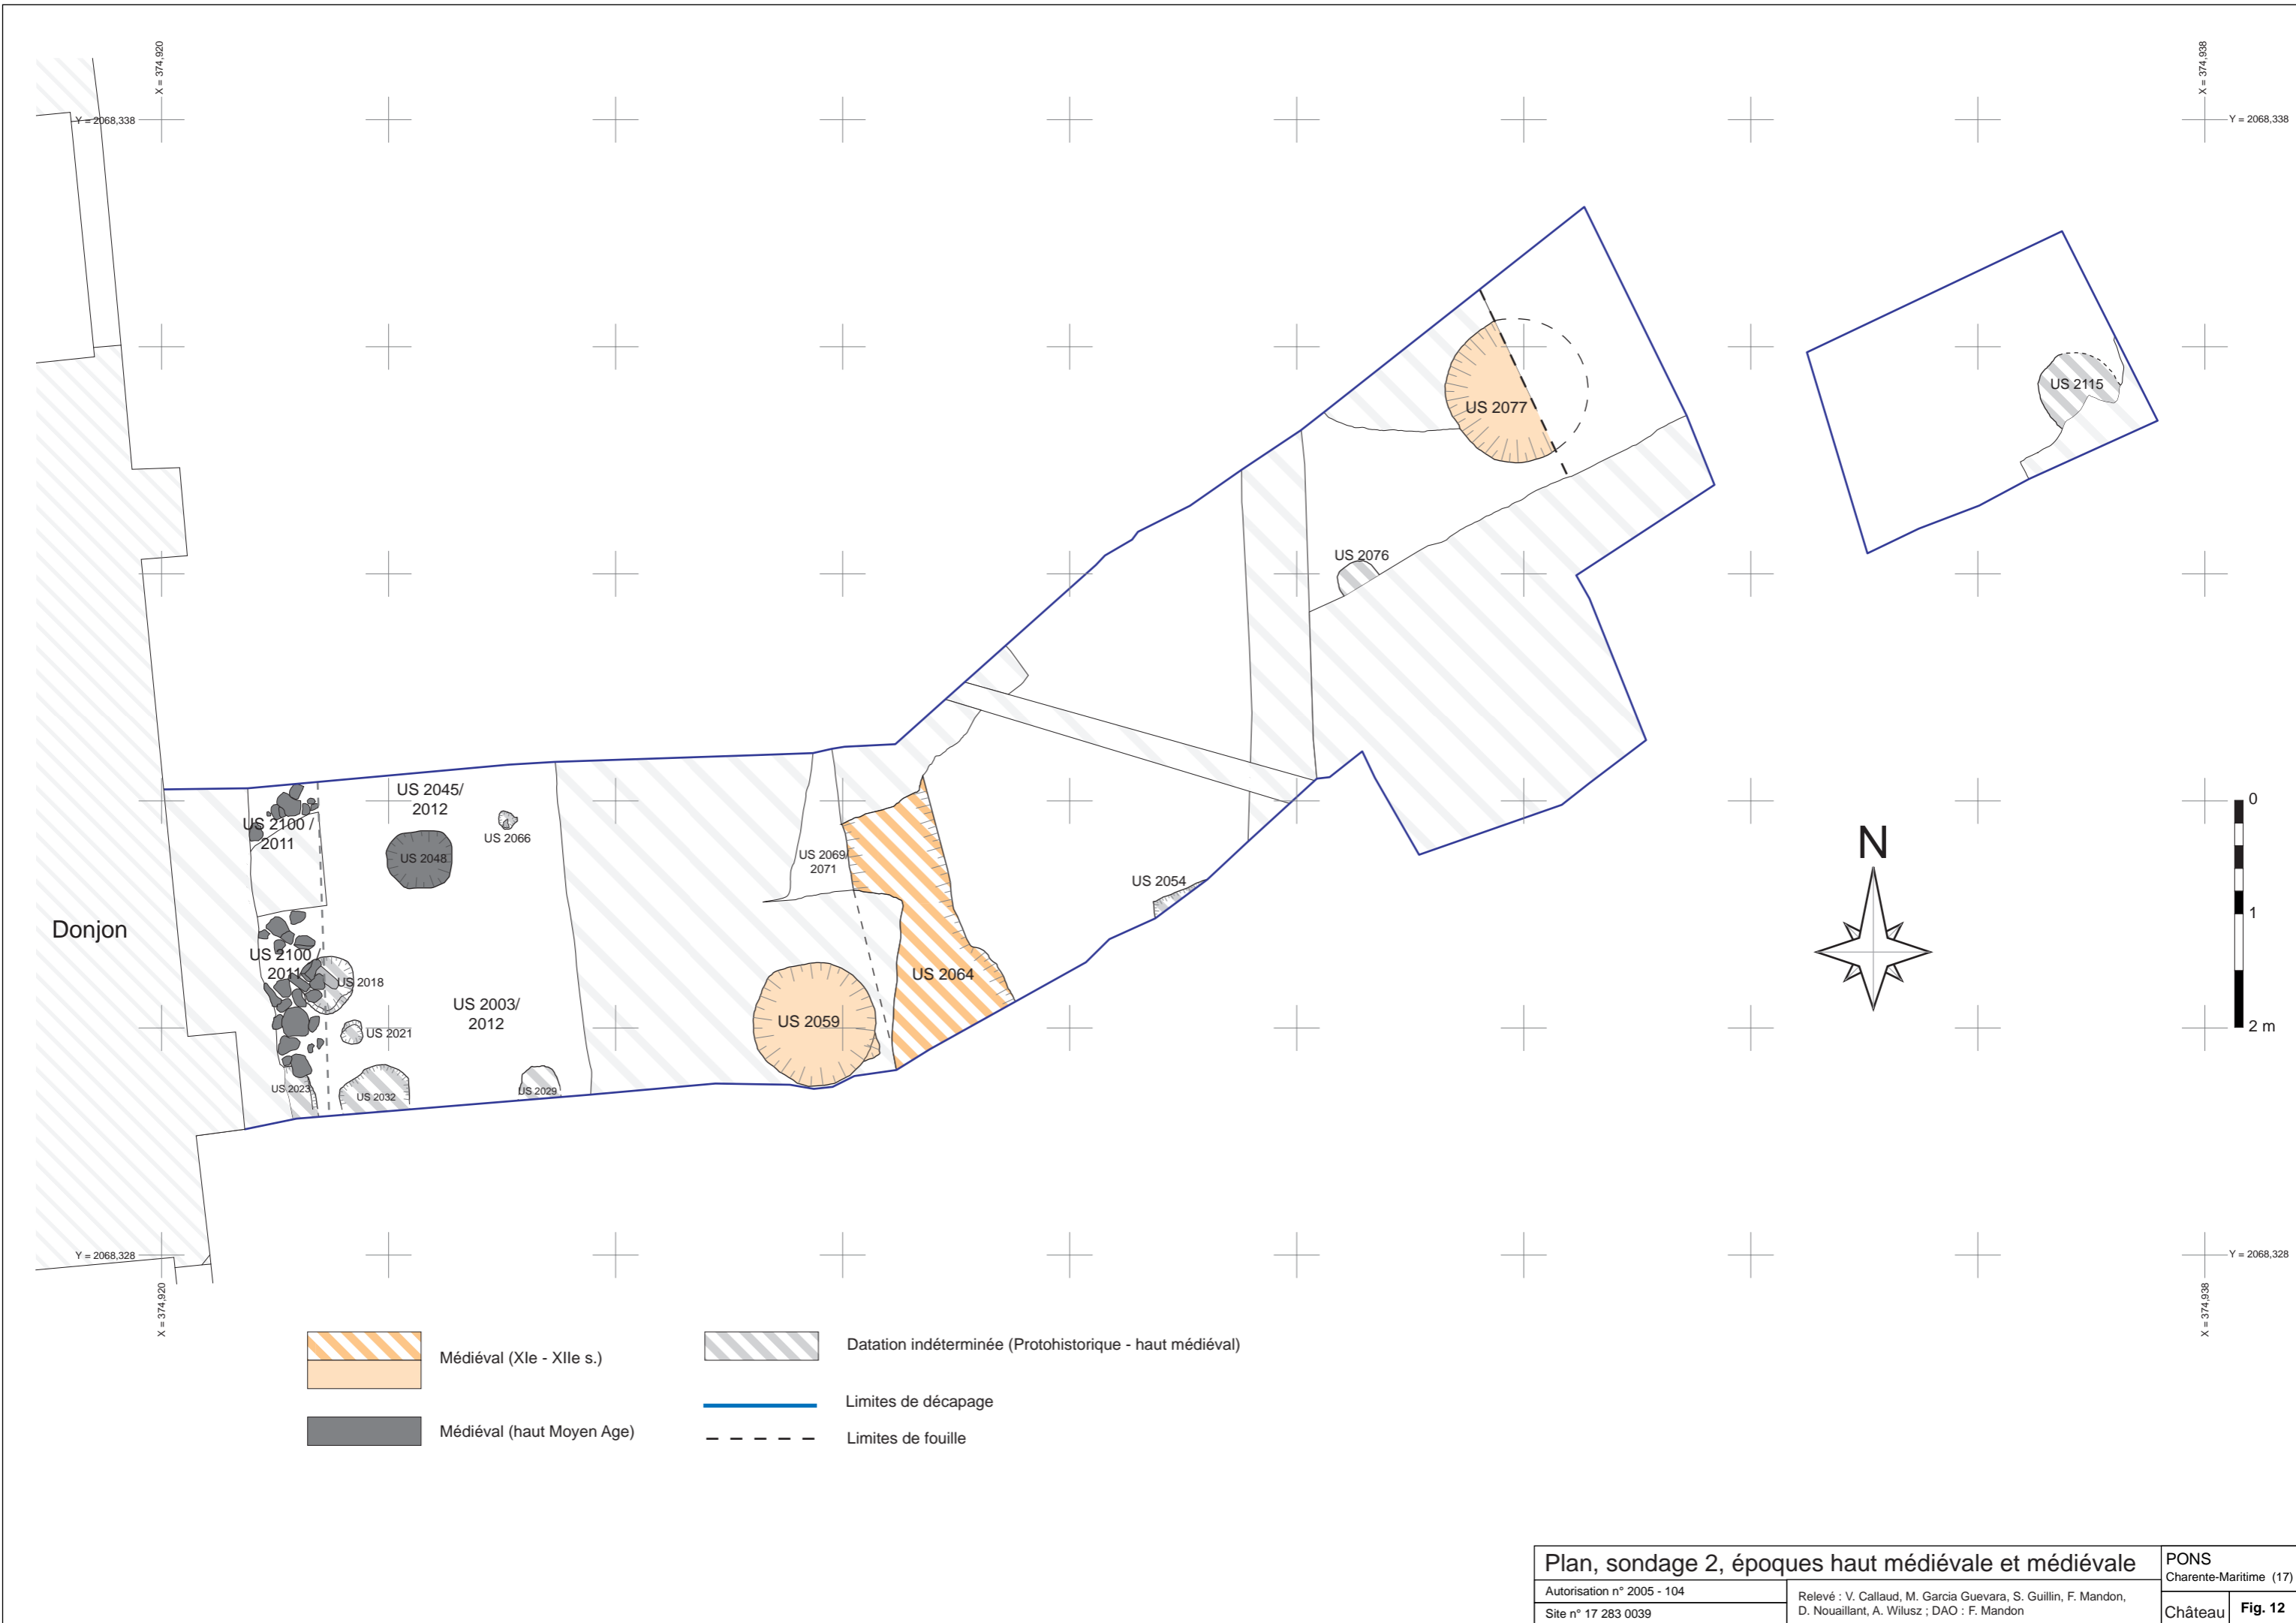 X = 374,920
X = 374,938
Y = 2068,338
Y = 2068,338
US 2115
US 2077
US 2076
US 2045/
2012
US 2100 /
2011
US 2066
US 2048
US 2069/
2071
US 2054
N
0
1
2 m
Donjon
US 2100 /
2011
US 2018
US 2064
US 2003/
2012
US 2059
US 2021
US 2023
US 2032
US 2029
Y = 2068,328
Y = 2068,328
X = 374,920
X = 374,938
Médiéval (XIe - XIIe s.)
Médiéval (haut Moyen Age)
Datation indéterminée (Protohistorique - haut médiéval)
Limites de décapage
Limites de fouille
Plan, sondage 2, époques haut médiévale et médiévale
Autorisation n° 2005 - 104
Site n° 17 283 0039
Relevé : V. Callaud, M. Garcia Guevara, S. Guillin, F. Mandon,
D. Nouaillant, A. Wilusz ; DAO : F. Mandon
PONS
Charente-Maritime (17)
Château
Fig. 12